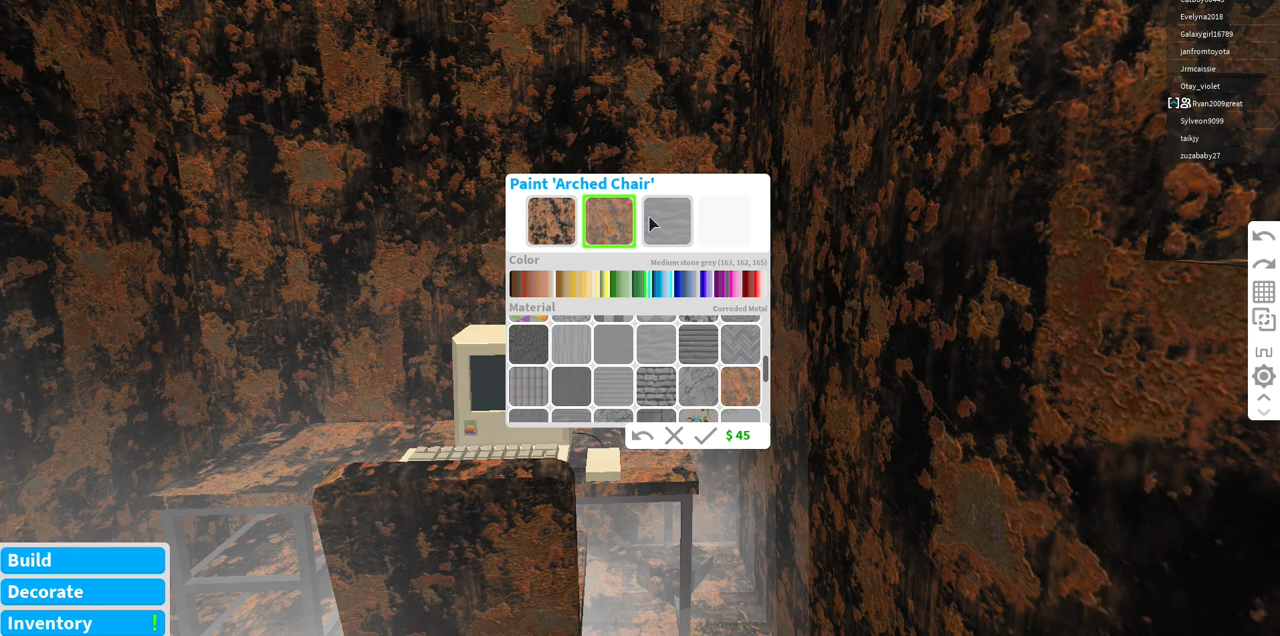 Evelyna2018
Galaxygirl16789
janfromtoyota
Jrmcaissie
Otay_violet
Ryan2009great
Sylveon9099
taikjy
zuzababy27
Paint 'Arched Chair'
Color
Medium stone grey (163, 162, 165)
Material
Corroded Metal
$ 45
Build
Decorate
Inventory !